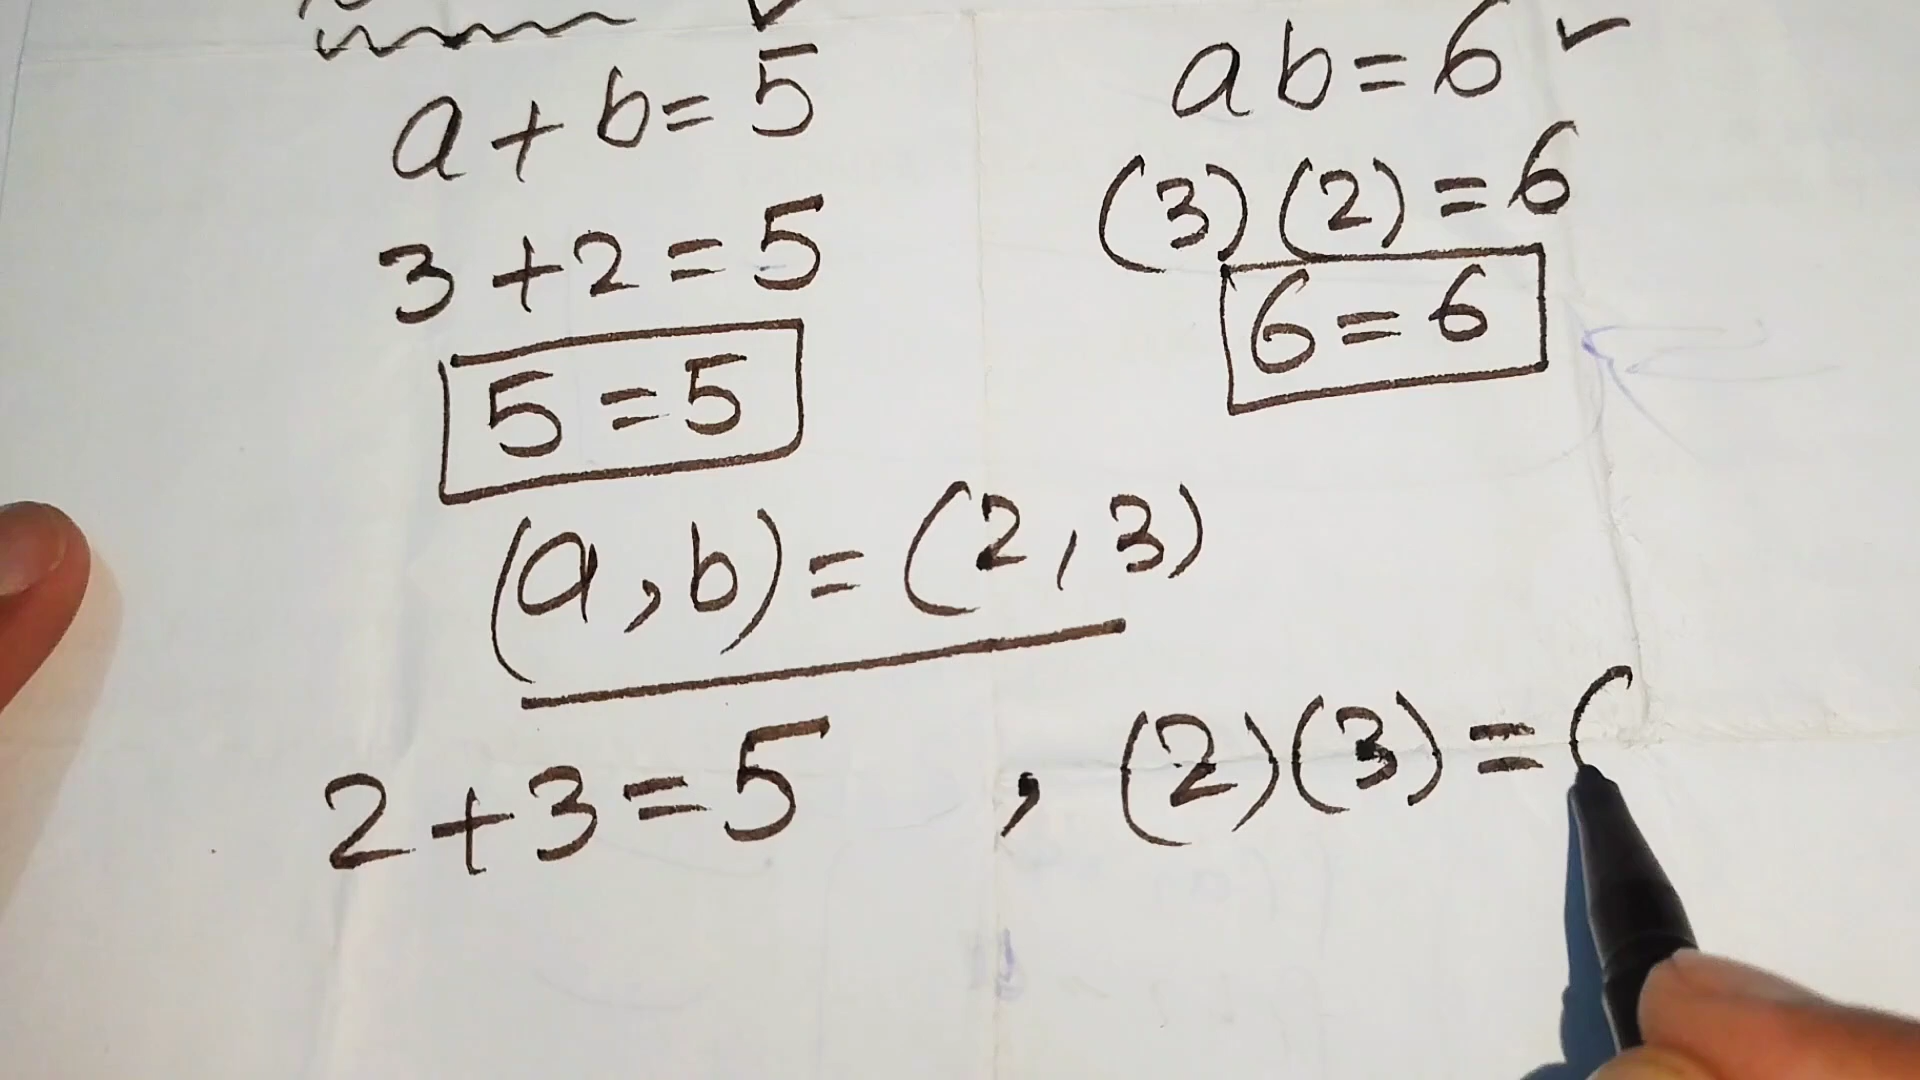 a + b = 5
ab = 6 ✓
3 + 2 = 5
(3) (2) = 6
5 = 5
6 = 6
(a, b) = (2, 3)
2 + 3 = 5 , (2)(3) =